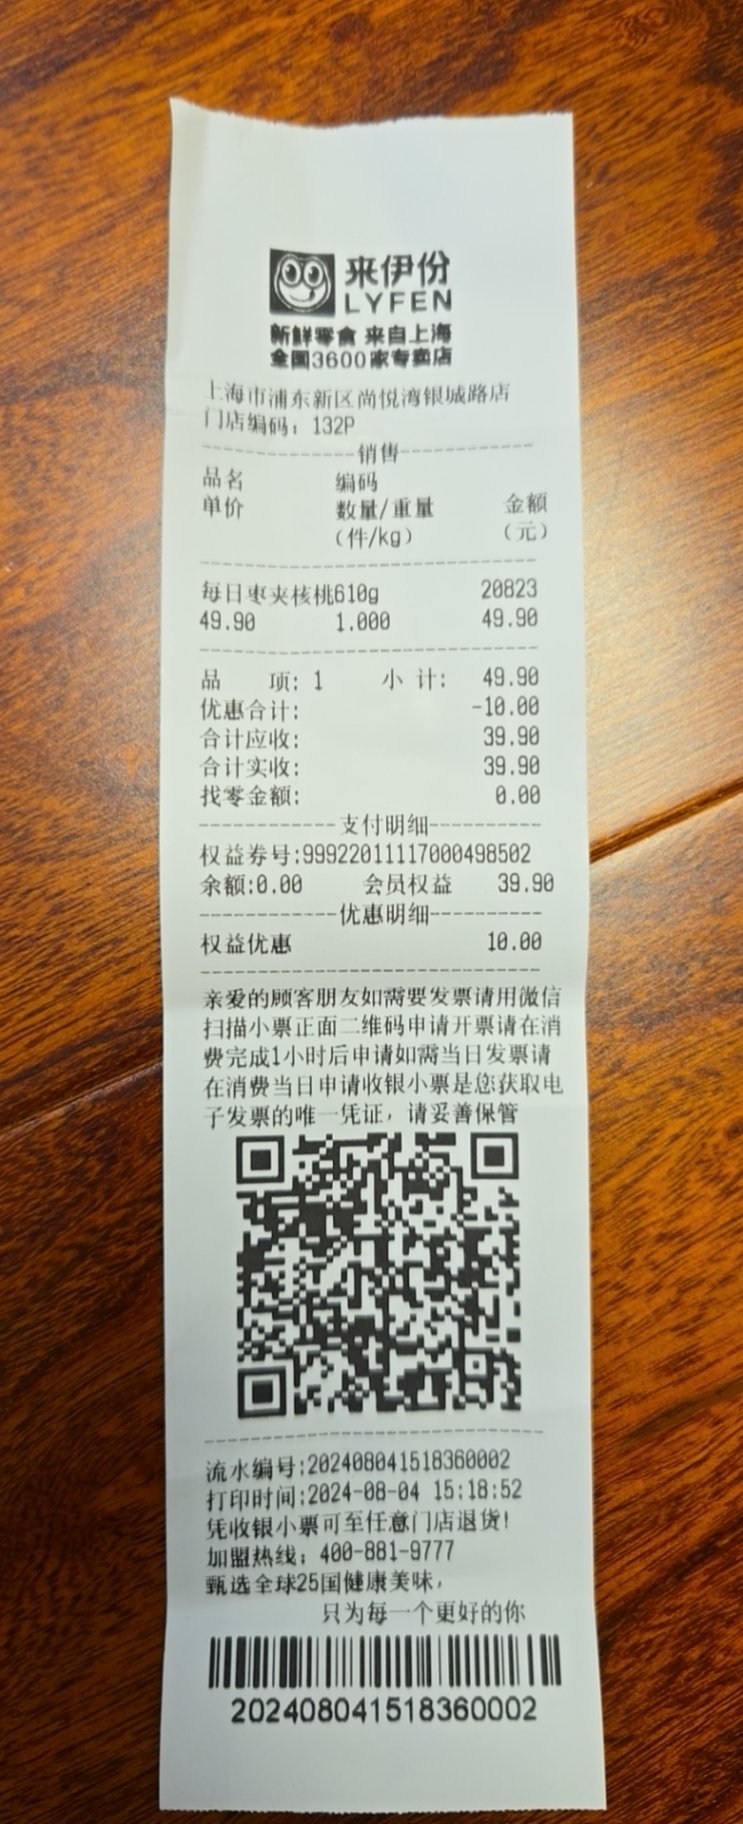 来伊份
LYFEN
新鲜零食 来自上海
全国3600家专卖店
上海市浦东新区尚悦湾银城路店
门店编码：132P
------------销售------------
品名 编码
单价 数量/重量 金额
（件/kg） （元）
每日枣夹核桃610g 20823
49.90 1.000 49.90
品 项: 1 小 计: 49.90
优惠合计: -10.00
合计应收: 39.90
合计实收: 39.90
找零金额: 0.00
------------支付明细----------
权益券号:99922011117000498502
余额:0.00 会员权益 39.90
------------优惠明细----------
权益优惠 10.00
亲爱的顾客朋友如需要发票请用微信
扫描小票正面二维码申请开票请在消
费完成1小时后申请如需当日发票请
在消费当日申请收银小票是您获取电
子发票的唯一凭证，请妥善保管
流水编号:202408041518360002
打印时间:2024-08-04 15:18:52
凭收银小票可至任意门店退货!
加盟热线：400-881-9777
甄选全球25国健康美味，
只为每一个更好的你
202408041518360002